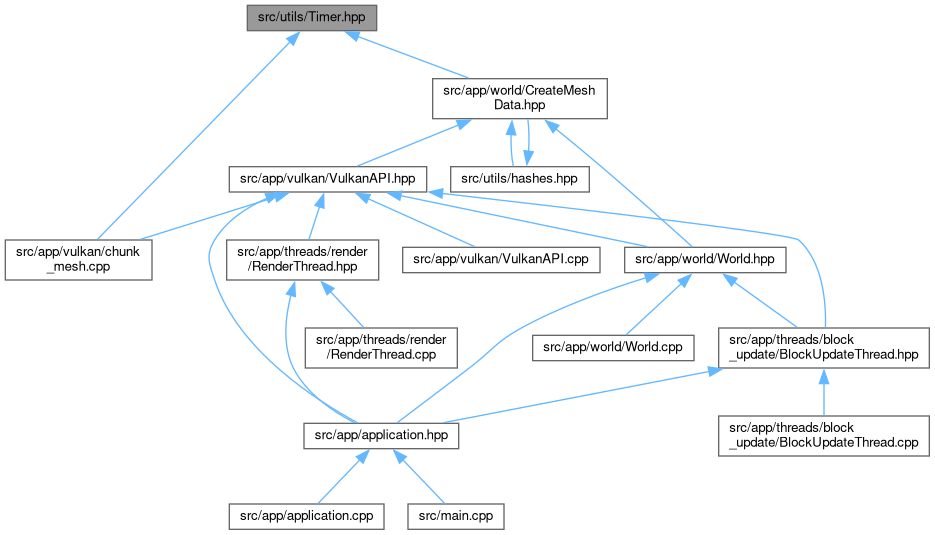 src/utils/Timer.hpp
src/app/world/CreateMesh
Data.hpp
src/app/vulkan/VulkanAPI.hpp
src/utils/hashes.hpp
src/app/vulkan/chunk
_mesh.cpp
src/app/threads/render
/RenderThread.hpp
src/app/vulkan/VulkanAPI.cpp
src/app/world/World.hpp
src/app/threads/render
/RenderThread.cpp
src/app/world/World.cpp
src/app/threads/block
_update/BlockUpdateThread.hpp
src/app/application.hpp
src/app/threads/block
_update/BlockUpdateThread.cpp
src/app/application.cpp
src/main.cpp